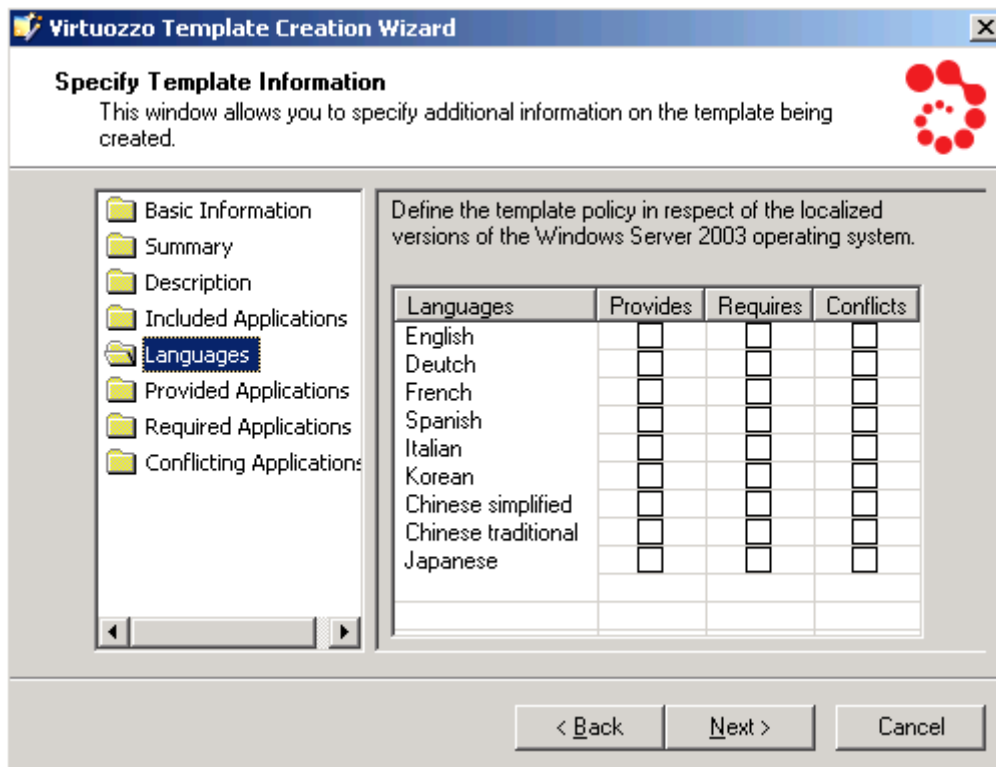 Virtuozzo Template Creation Wizard
Specify Template Information
This window allows you to specify additional information on the template being
created.
Basic Information
Summary
Description
Included Applications
Languages
Provided Applications
Required Applications
Conflicting Applications
Define the template policy in respect of the localized
versions of the Windows Server 2003 operating system.
Languages Provides Requires Conflicts
English
Deutch
French
Spanish
Italian
Korean
Chinese simplified
Chinese traditional
Japanese
< Back Next > Cancel